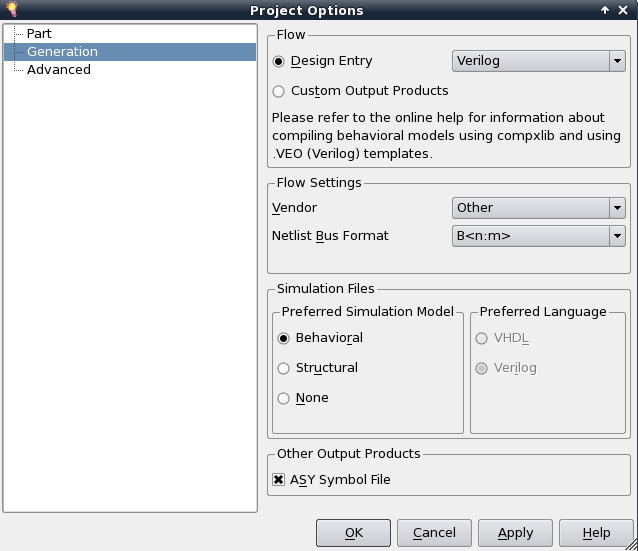 Project Options
Part
Generation
Advanced
Flow
Design Entry
Verilog
Custom Output Products
Please refer to the online help for information about
compiling behavioral models using compxlib and using
.VEO (Verilog) templates.
Flow Settings
Vendor
Other
Netlist Bus Format
B<n:m>
Simulation Files
Preferred Simulation Model
Preferred Language
Behavioral
VHDL
Structural
Verilog
None
Other Output Products
ASY Symbol File
OK
Cancel
Apply
Help